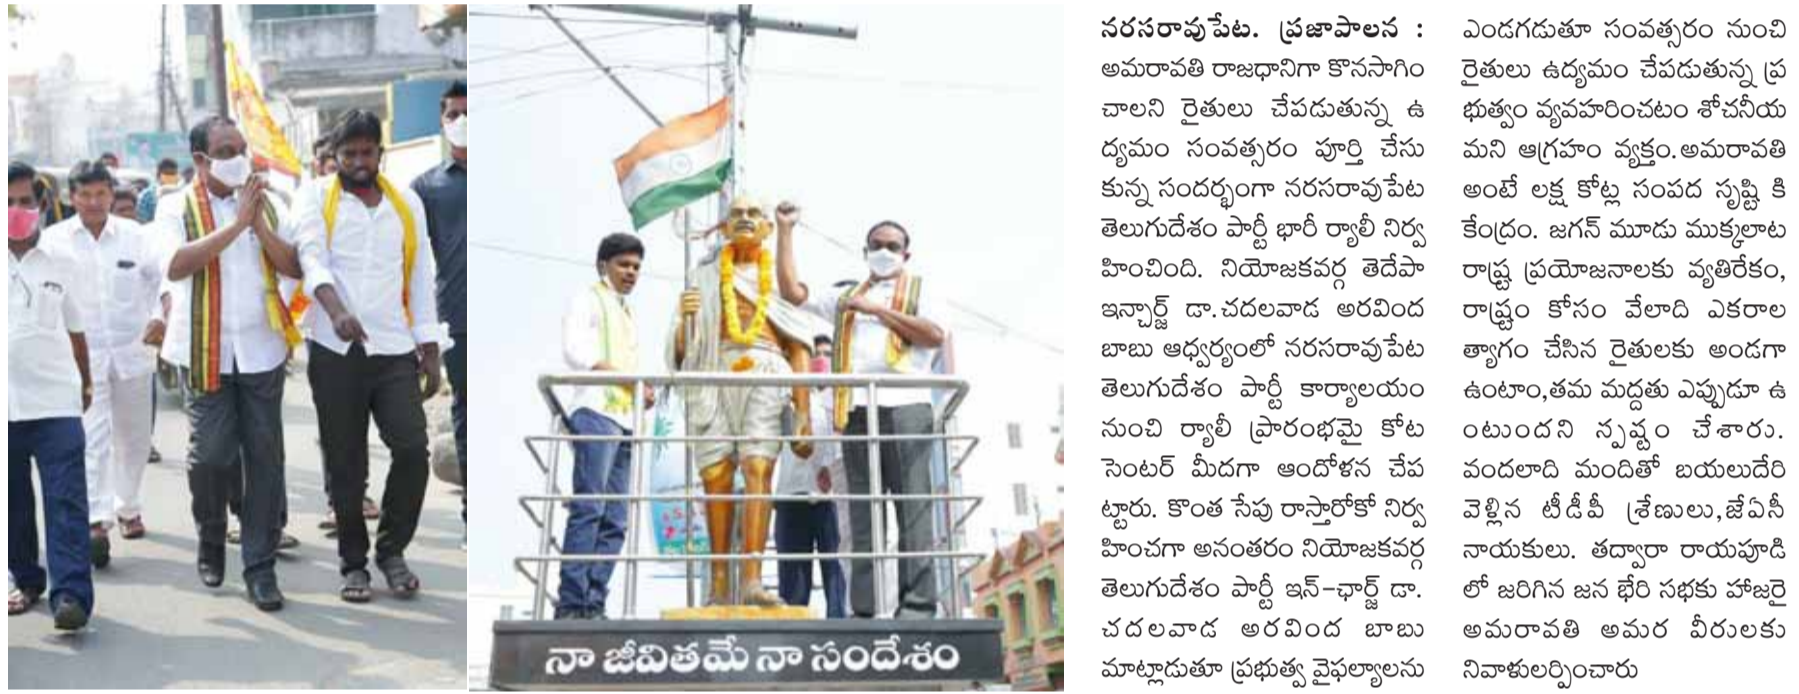 నా జీవితమే నా సందేశం
నరసరావుపేట. ప్రజాపాలన :
అమరావతి రాజధానిగా కొనసాగిం
చాలని రైతులు చేపడుతున్న ఉ
ద్యమం సంవత్సరం పూర్తి చేసు
కున్న సందర్భంగా నరసరావుపేట
తెలుగుదేశం పార్టీ భారీ ర్యాలీ నిర్వ
హించింది. నియోజకవర్గ తెదేపా
ఇన్చార్జ్ డా.చదలవాడ అరవింద
బాబు ఆధ్వర్యంలో నరసరావుపేట
తెలుగుదేశం పార్టీ కార్యాలయం
నుంచి ర్యాలీ ప్రారంభమై కోట
సెంటర్ మీదగా ఆందోళన చేప
ట్టారు. కొంత సేపు రాస్తారోకో నిర్వ
హించగా అనంతరం నియోజకవర్గ
తెలుగుదేశం పార్టీ ఇన్-ఛార్జ్ డా.
చదలవాడ అరవింద బాబు
మాట్లాడుతూ ప్రభుత్వ వైఫల్యాలను
ఎండగడుతూ సంవత్సరం నుంచి
రైతులు ఉద్యమం చేపడుతున్న ప్ర
భుత్వం వ్యవహరించటం శోచనీయ
మని ఆగ్రహం వ్యక్తం.అమరావతి
అంటే లక్ష కోట్ల సంపద సృష్టి కి
కేంద్రం. జగన్ మూడు ముక్కలాట
రాష్ట్ర ప్రయోజనాలకు వ్యతిరేకం,
రాష్ట్రం కోసం వేలాది ఎకరాల
త్యాగం చేసిన రైతులకు అండగా
ఉంటాం,తమ మద్దతు ఎప్పుడూ ఉ
ంటుందని స్పష్టం చేశారు.
వందలాది మందితో బయలుదేరి
వెళ్లిన టీడీపీ శ్రేణులు,జేఏసీ
నాయకులు. తద్వారా రాయపూడి
లో జరిగిన జన భేరి సభకు హాజరై
అమరావతి అమర వీరులకు
నివాళులర్పించారు